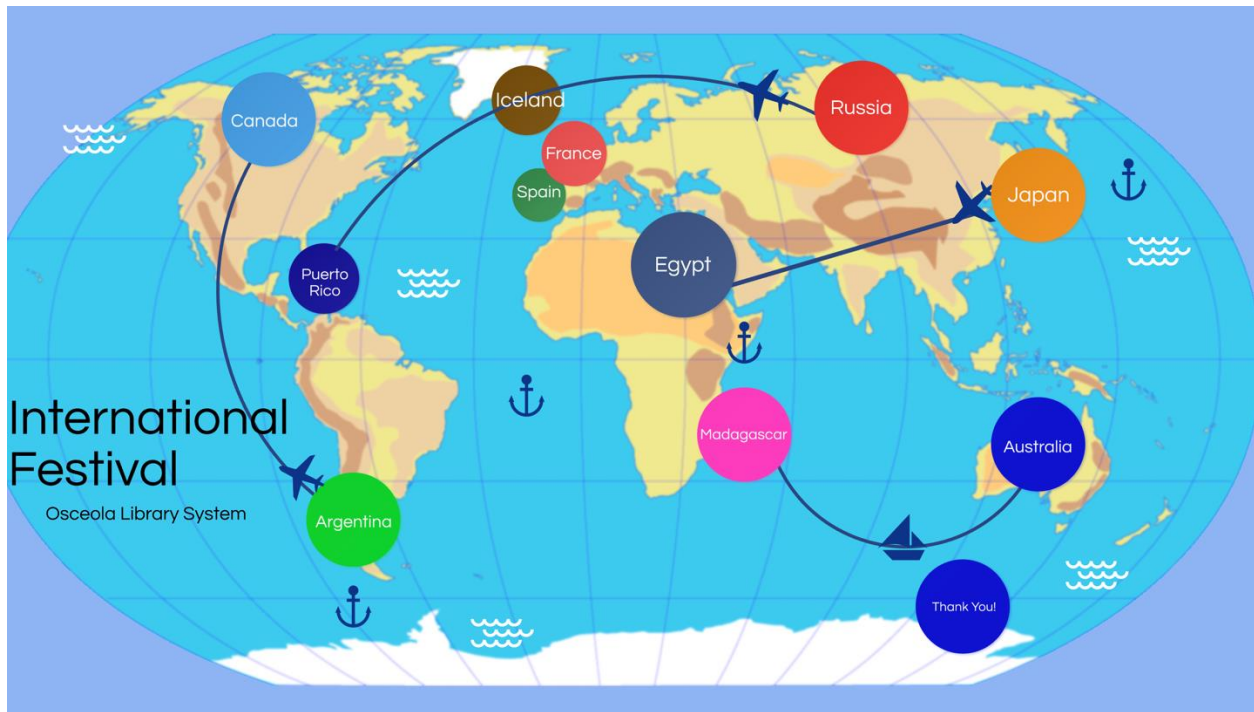 Canada
Iceland
Russia
France
Spain
Japan
Egypt
Puerto
Rico
International
Festival
Osceola Library System
Madagascar
Australia
Argentina
Thank You!